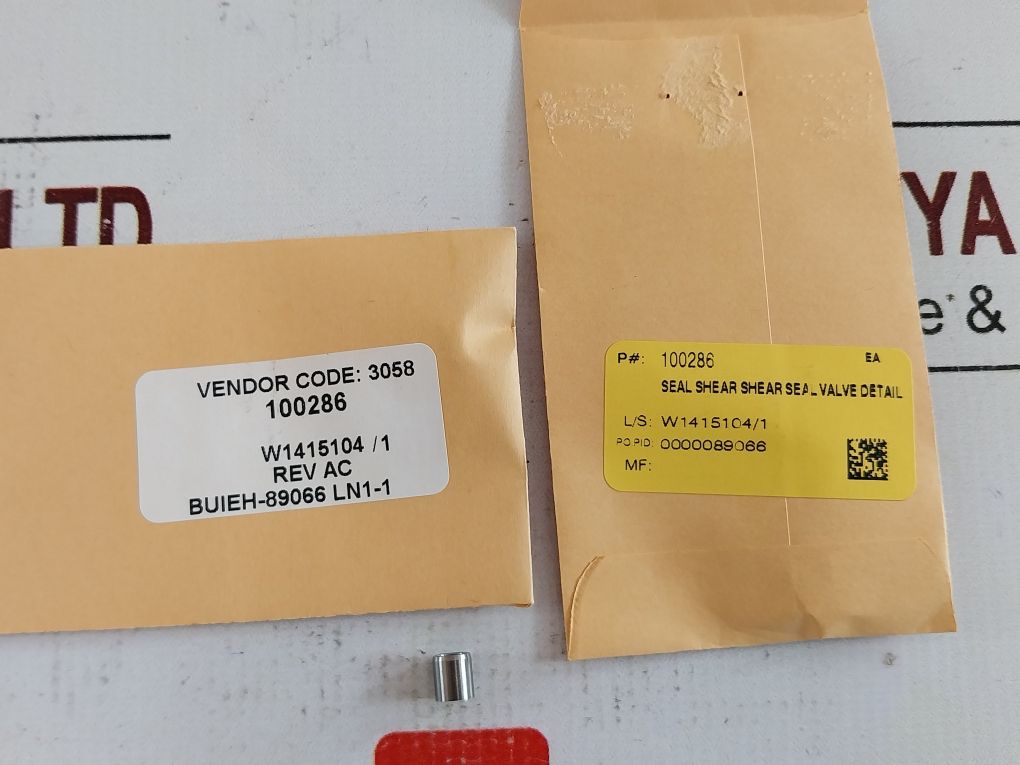 LTD
YA
e &
VENDOR CODE: 3058
100286
W1415104 /1
REV AC
BUIEH-89066 LN1-1
P#: 100286 EA
SEAL SHEAR SHEAR SEAL VALVE DETAIL
L/S: W1415104/1
PO PID: 0000089066
MF: